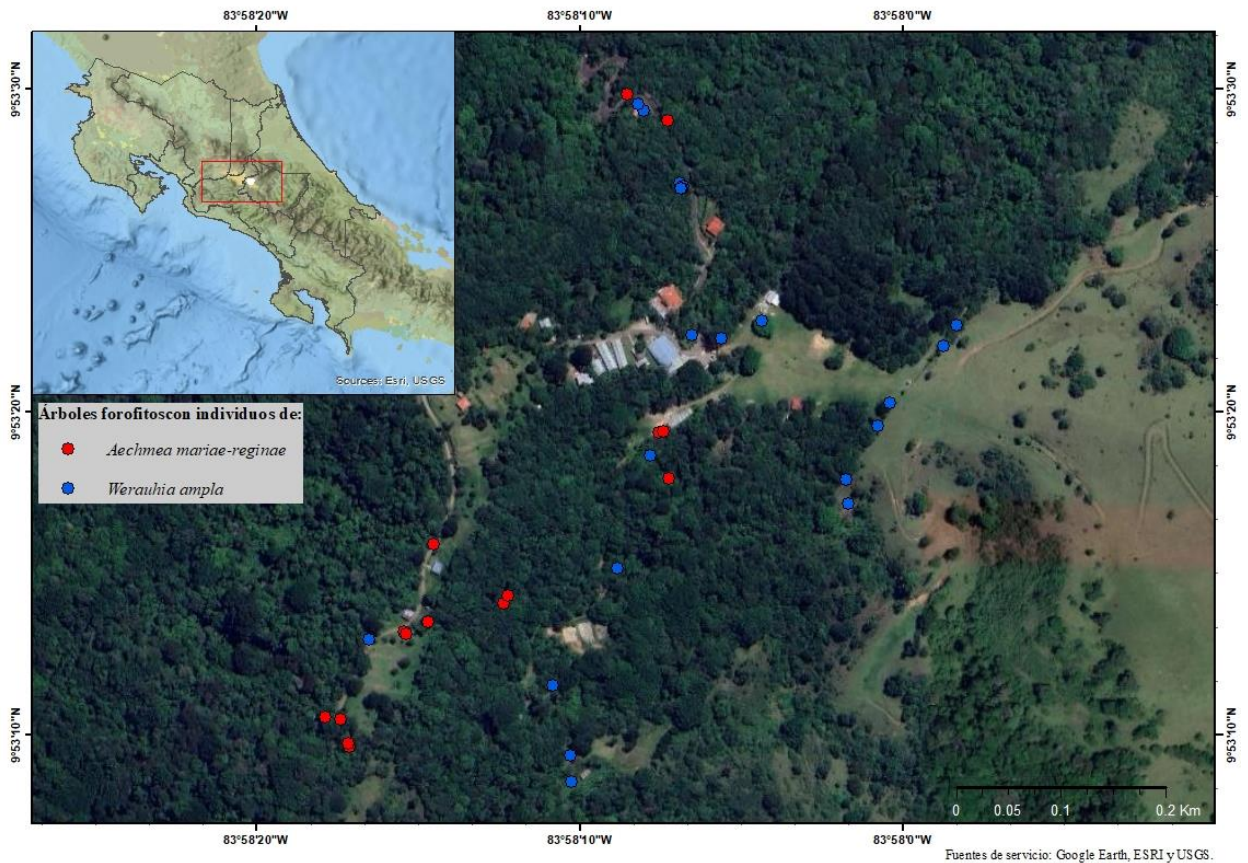 83°58'20"W
83°58'10"W
83°58'0"W
9°53'30"N
9°53'30"N
Sources: Esri, USGS
Árboles forofitoscon individuos de:
Aechmea mariae-reginae
Werauhia ampla
9°53'20"N
9°53'20"N
9°53'10"N
9°53'10"N
0 0.05 0.1 0.2 Km
83°58'20"W
83°58'10"W
83°58'0"W
Fuentes de servicio: Google Earth, ESRI y USGS.